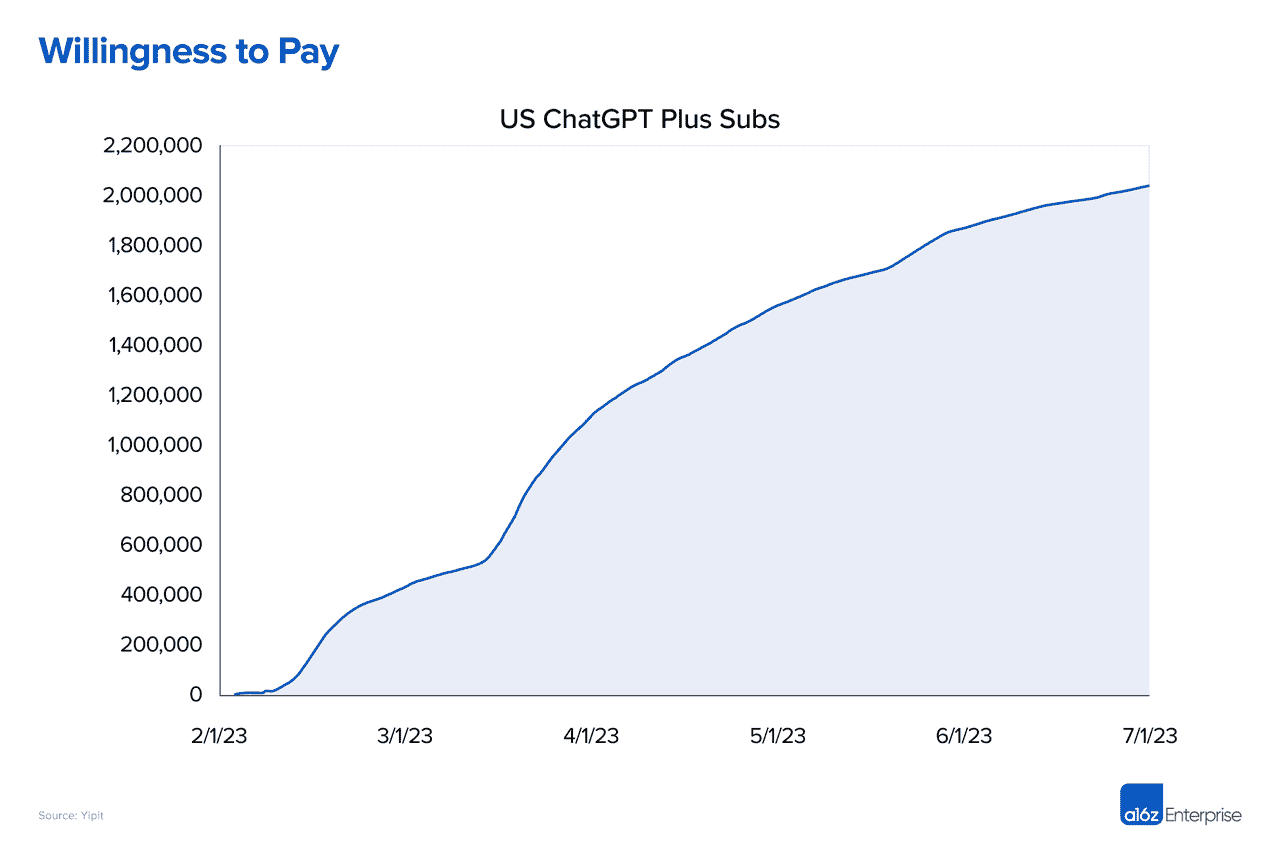 Willingness to Pay
US ChatGPT Plus Subs
2,200,000
2,000,000
1,800,000
1,600,000
1,400,000
1,200,000
1,000,000
800,000
600,000
400,000
200,000
0
2/1/23 3/1/23 4/1/23 5/1/23 6/1/23 7/1/23
Source: Yipit
a16z Enterprise